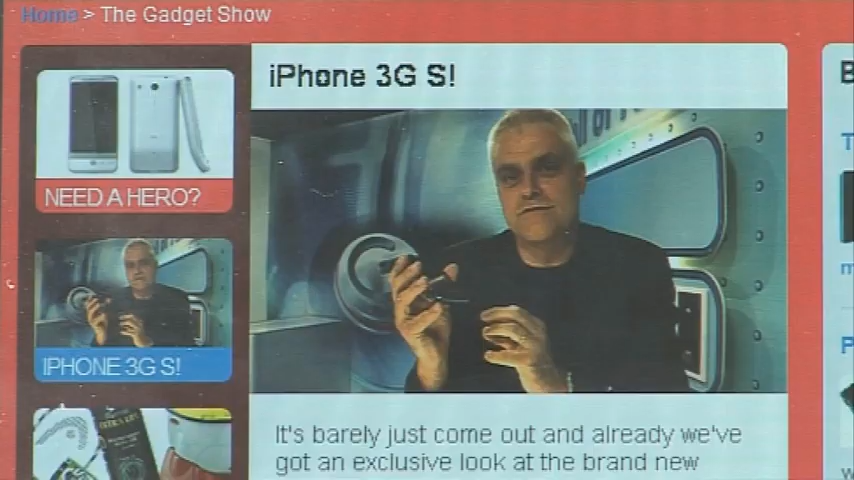 Home > The Gadget Show
iPhone 3G S!
NEED A HERO?
IPHONE 3G S!
It's barely just come out and already we've
got an exclusive look at the brand new